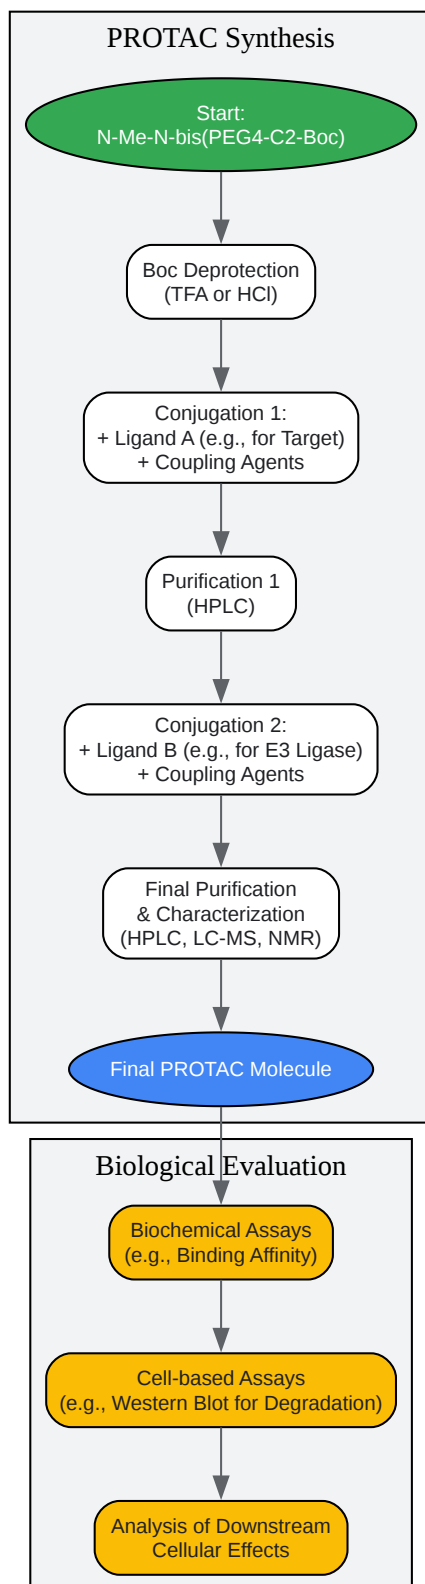 PROTAC Synthesis
Start:
N-Me-N-bis(PEG4-C2-Boc)
Boc Deprotection
(TFA or HCl)
Conjugation 1:
+ Ligand A (e.g., for Target)
+ Coupling Agents
Purification 1
(HPLC)
Conjugation 2:
+ Ligand B (e.g., for E3 Ligase)
+ Coupling Agents
Final Purification
& Characterization
(HPLC, LC-MS, NMR)
Final PROTAC Molecule
Biological Evaluation
Biochemical Assays
(e.g., Binding Affinity)
Cell-based Assays
(e.g., Western Blot for Degradation)
Analysis of Downstream
Cellular Effects